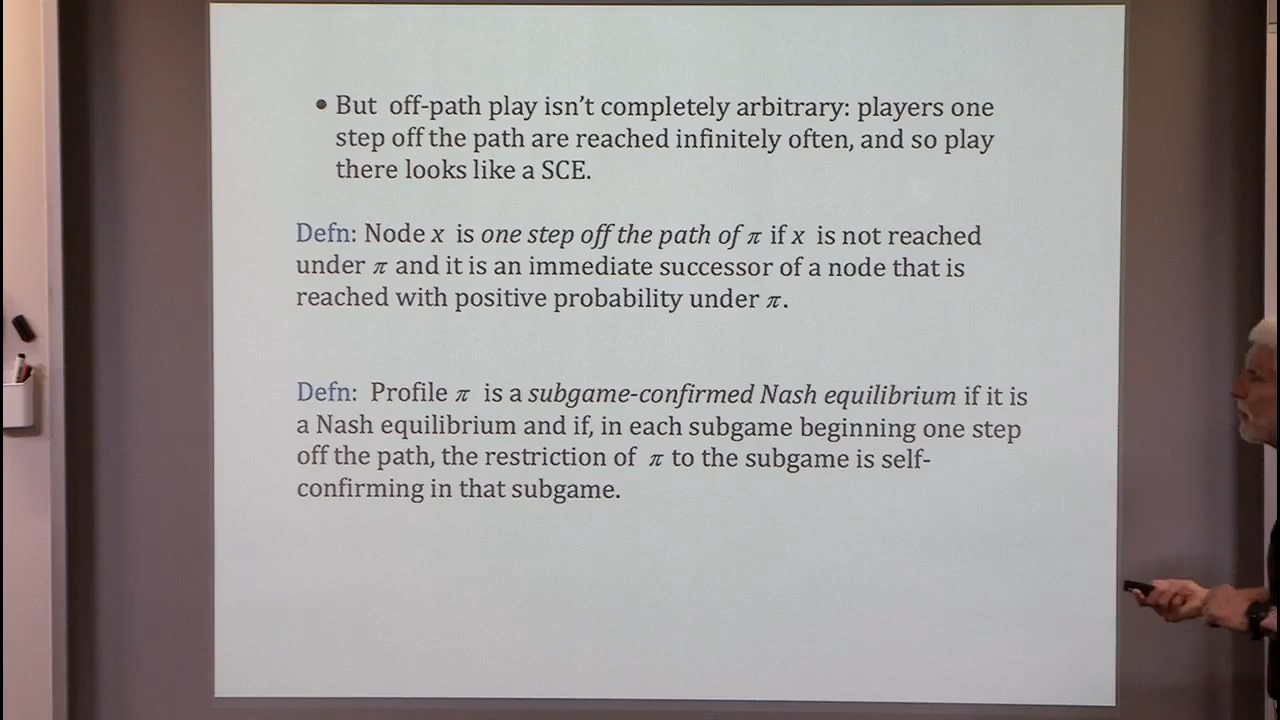 • But off-path play isn't completely arbitrary: players one
step off the path are reached infinitely often, and so play
there looks like a SCE.
Defn: Node x is one step off the path of π if x is not reached
under π and it is an immediate successor of a node that is
reached with positive probability under π.
Defn: Profile π is a subgame-confirmed Nash equilibrium if it is
a Nash equilibrium and if, in each subgame beginning one step
off the path, the restriction of π to the subgame is self-
confirming in that subgame.